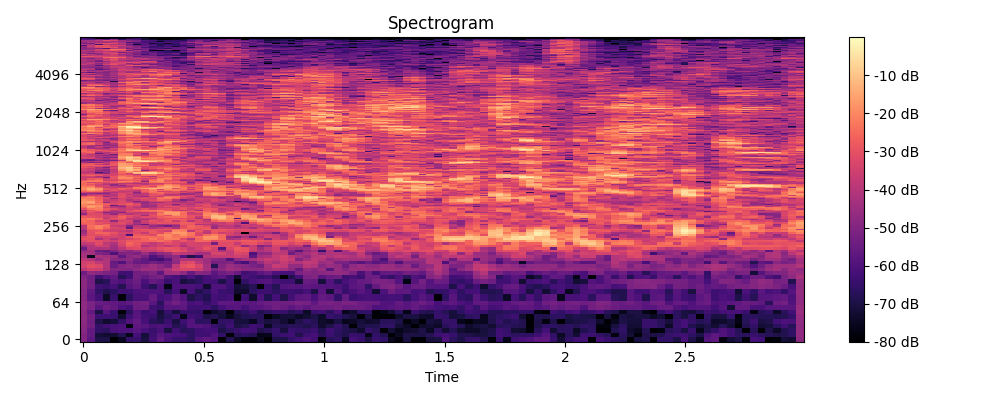 Spectrogram
Hz
4096
2048
1024
512
256
128
64
0
0
0.5
1
1.5
2
2.5
Time
-10 dB
-20 dB
-30 dB
-40 dB
-50 dB
-60 dB
-70 dB
-80 dB